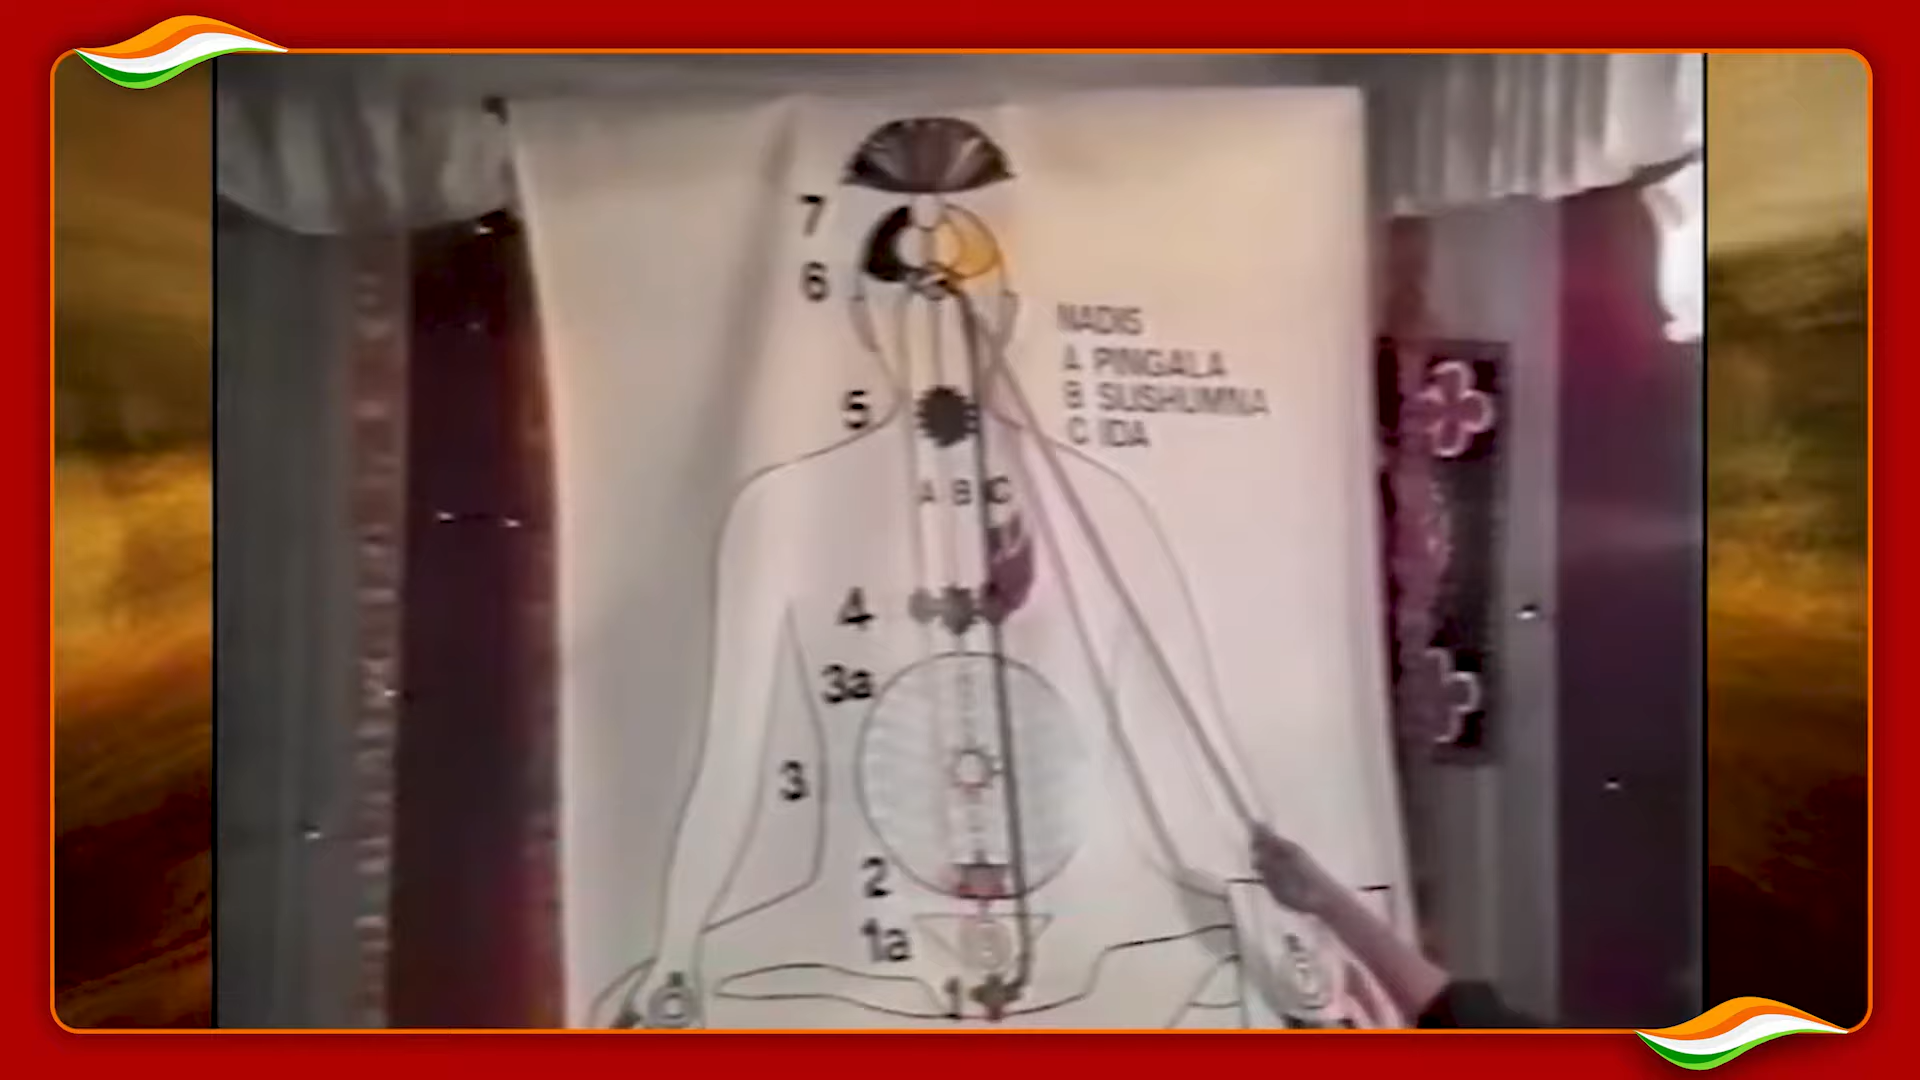 7
6
NADIS
A PINGALA
B SUSHUMNA
C IDA
5
A B C
4
3a
3
2
1a
1